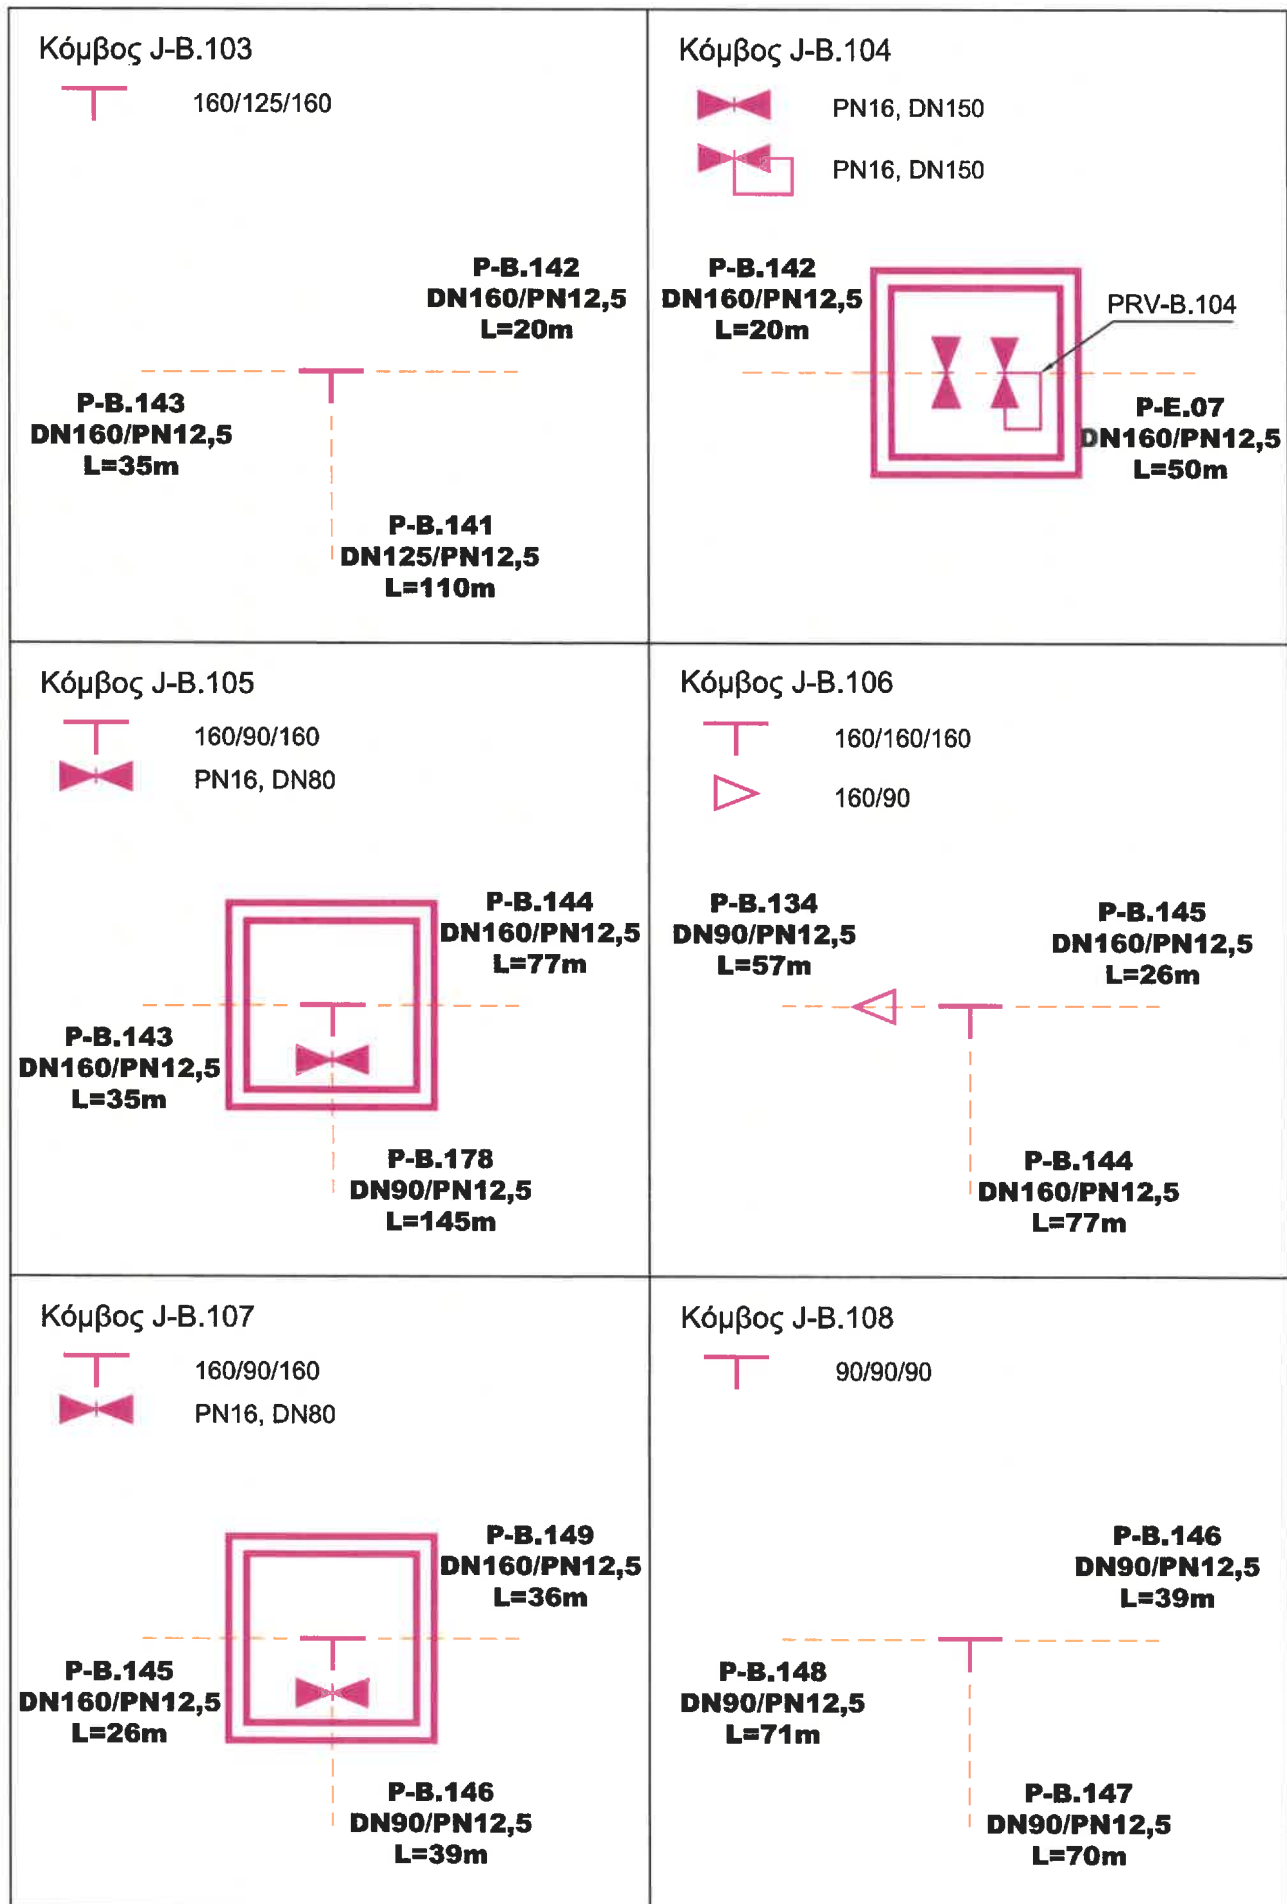 Κόμβος J-B.103
160/125/160
P-B.142
DN160/PN12,5
L=20m
P-B.143
DN160/PN12,5
L=35m
P-B.141
DN125/PN12,5
L=110m
Κόμβος J-B.104
PN16, DN150
PN16, DN150
P-B.142
DN160/PN12,5
L=20m
PRV-B.104
P-E.07
DN160/PN12,5
L=50m
Κόμβος J-B.105
160/90/160
PN16, DN80
P-B.144
DN160/PN12,5
L=77m
P-B.143
DN160/PN12,5
L=35m
P-B.178
DN90/PN12,5
L=145m
Κόμβος J-B.106
160/160/160
160/90
P-B.134
DN90/PN12,5
L=57m
P-B.145
DN160/PN12,5
L=26m
P-B.144
DN160/PN12,5
L=77m
Κόμβος J-B.107
160/90/160
PN16, DN80
P-B.149
DN160/PN12,5
L=36m
P-B.145
DN160/PN12,5
L=26m
P-B.146
DN90/PN12,5
L=39m
Κόμβος J-B.108
90/90/90
P-B.146
DN90/PN12,5
L=39m
P-B.148
DN90/PN12,5
L=71m
P-B.147
DN90/PN12,5
L=70m